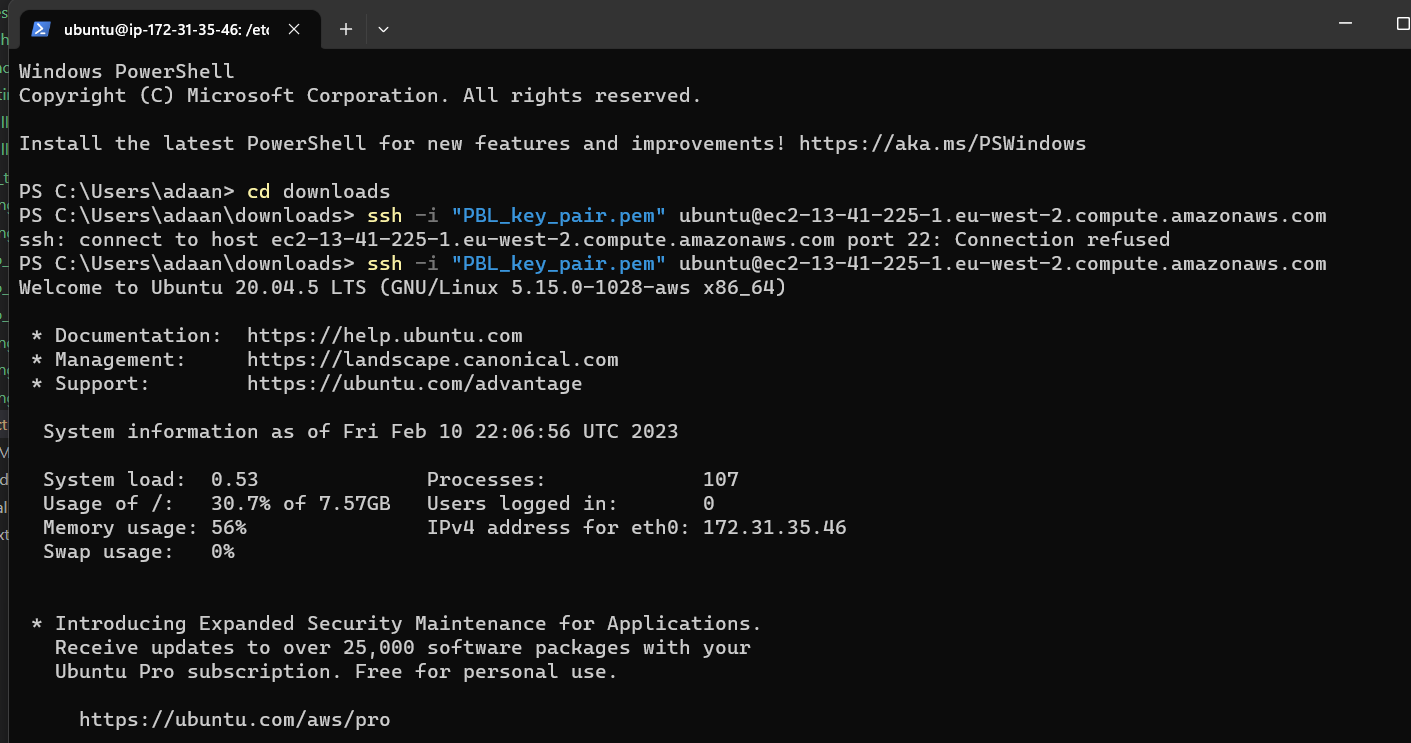 ubuntu@ip-172-31-35-46: /etc
Windows PowerShell
Copyright (C) Microsoft Corporation. All rights reserved.
Install the latest PowerShell for new features and improvements! https://aka.ms/PSWindows
PS C:\Users\adaan> cd downloads
PS C:\Users\adaan\downloads> ssh -i "PBL_key_pair.pem" ubuntu@ec2-13-41-225-1.eu-west-2.compute.amazonaws.com
ssh: connect to host ec2-13-41-225-1.eu-west-2.compute.amazonaws.com port 22: Connection refused
PS C:\Users\adaan\downloads> ssh -i "PBL_key_pair.pem" ubuntu@ec2-13-41-225-1.eu-west-2.compute.amazonaws.com
Welcome to Ubuntu 20.04.5 LTS (GNU/Linux 5.15.0-1028-aws x86_64)
* Documentation:  https://help.ubuntu.com
* Management:     https://landscape.canonical.com
* Support:        https://ubuntu.com/advantage
System information as of Fri Feb 10 22:06:56 UTC 2023
System load:  0.53              Processes:             107
Usage of /:   30.7% of 7.57GB   Users logged in:       0
Memory usage: 56%               IPv4 address for eth0: 172.31.35.46
Swap usage:   0%
* Introducing Expanded Security Maintenance for Applications.
Receive updates to over 25,000 software packages with your
Ubuntu Pro subscription. Free for personal use.
https://ubuntu.com/aws/pro